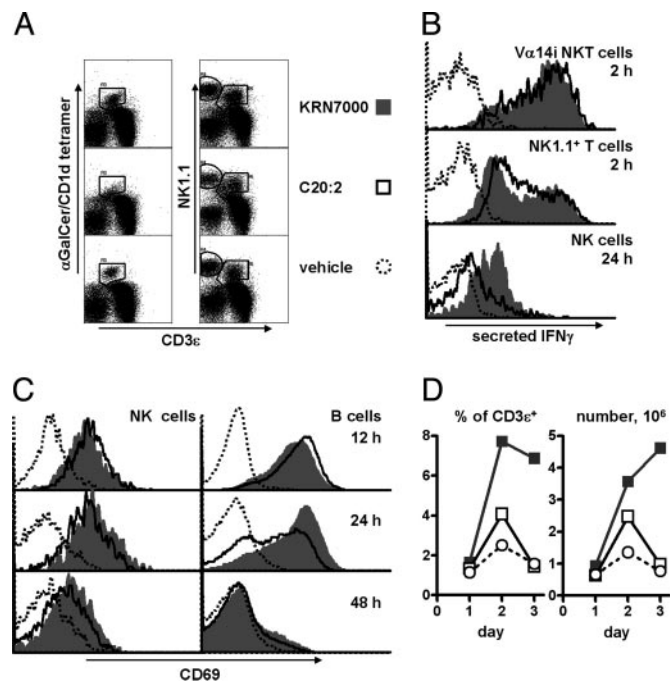 A
αGalCer/CD1d tetramer
NK1.1
CD3ε
KRN7000
C20:2
vehicle
B
Vα14i NKT cells
2 h
NK1.1⁺ T cells
2 h
NK cells
24 h
secreted IFNγ
C
NK cells
B cells
12 h
24 h
48 h
CD69
D
% of CD3ε⁺
number, 10⁶
8
6
4
2
0
0 1 2 3
day
5
4
3
2
1
0
0 1 2 3
day